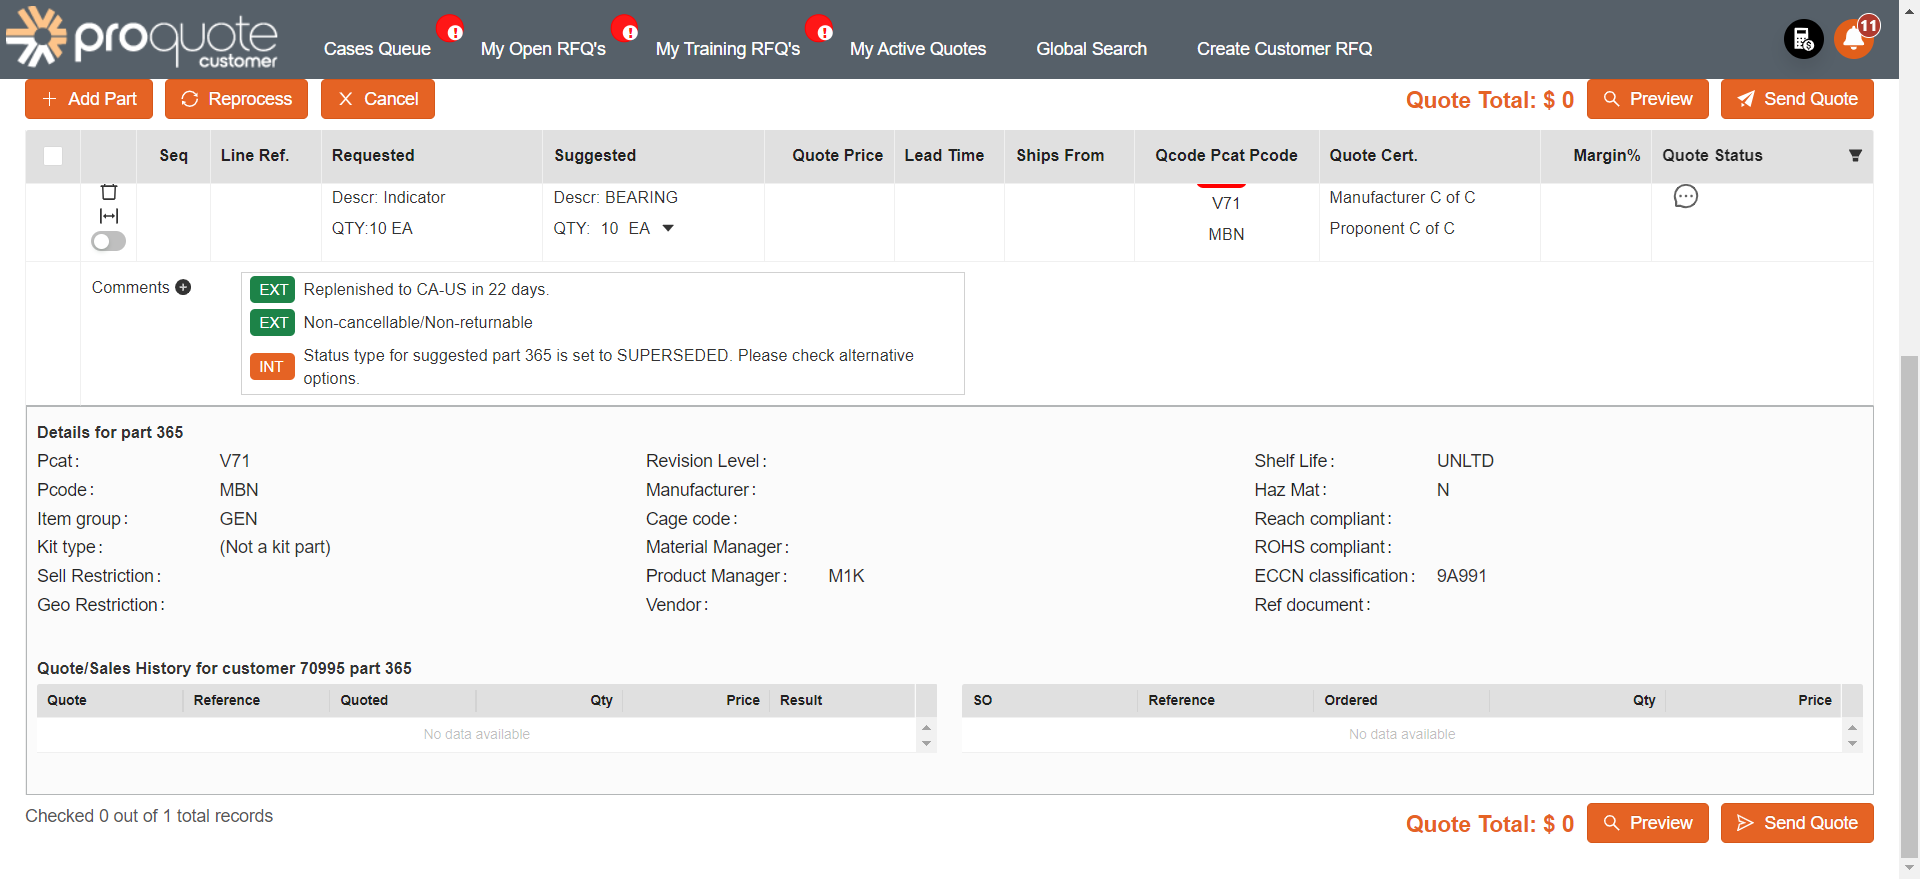 proquote
customer
Cases Queue My Open RFQ's My Training RFQ's My Active Quotes Global Search Create Customer RFQ 11
Add Part Reprocess Cancel Quote Total: $ 0 Preview Send Quote
Seq Line Ref. Requested Suggested Quote Price Lead Time Ships From Qcode Pcat Pcode Quote Cert. Margin% Quote Status
Descr: Indicator Descr: BEARING V71 Manufacturer C of C
QTY:10 EA QTY: 10 EA MBN Proponent C of C
Comments
EXT Replenished to CA-US in 22 days.
EXT Non-cancellable/Non-returnable
INT Status type for suggested part 365 is set to SUPERSEDED. Please check alternative
options.
Details for part 365
Pcat: V71 Revision Level: Shelf Life: UNLTD
Pcode: MBN Manufacturer: Haz Mat: N
Item group: GEN Cage code: Reach compliant:
Kit type: (Not a kit part) Material Manager: ROHS compliant:
Sell Restriction: Product Manager: M1K ECCN classification: 9A991
Geo Restriction: Vendor: Ref document:
Quote/Sales History for customer 70995 part 365
Quote Reference Quoted Qty Price Result SO Reference Ordered Qty Price
No data available No data available
Checked 0 out of 1 total records
Quote Total: $ 0 Preview Send Quote